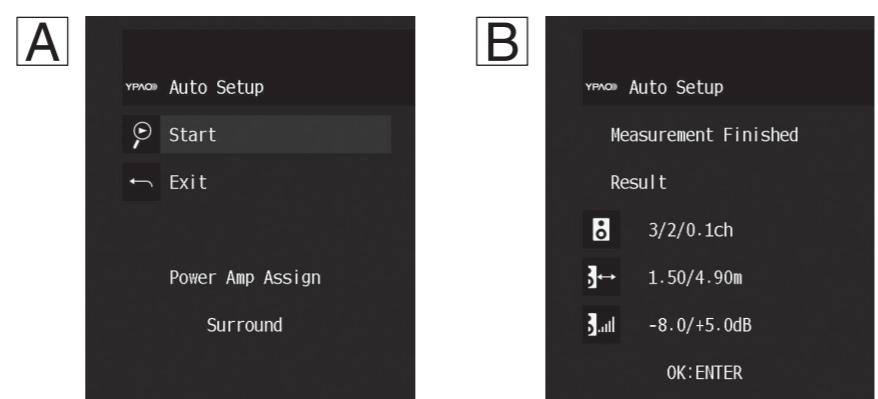 A
YPAO Auto Setup
Start
Exit
Power Amp Assign
Surround
B
YPAO Auto Setup
Measurement Finished
Result
3/2/0.1ch
1.50/4.90m
-8.0/+5.0dB
OK:ENTER